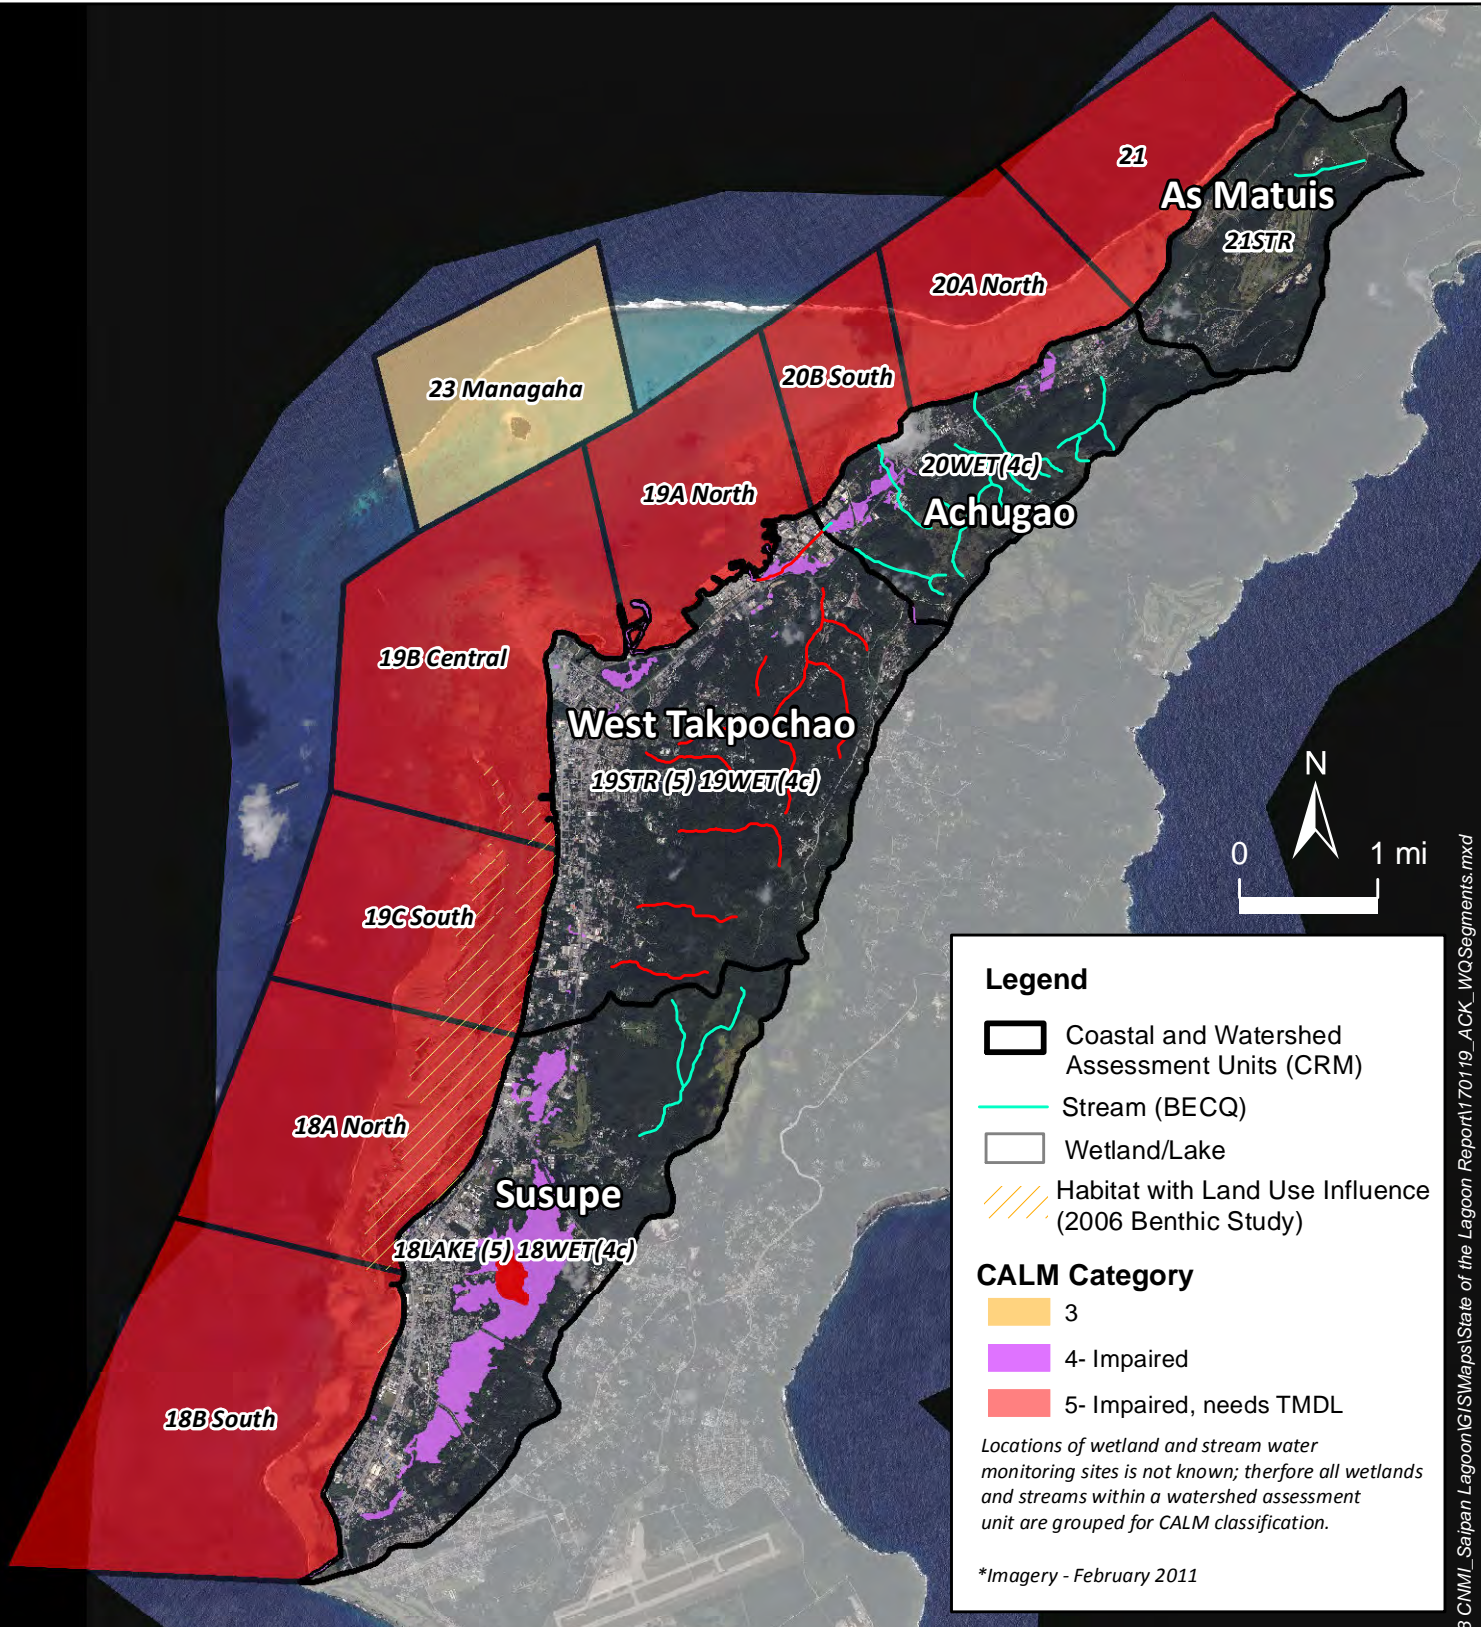 21
As Matuis
21STR
20A North
23 Managaha
20B South
20WET(4c)
19A North
Achugao
19B Central
West Takpochao
19STR (5) 19WET(4c)
N
0 1 mi
19C South
18A North
Susupe
18LAKE (5) 18WET(4c)
18B South
Legend
Coastal and Watershed
Assessment Units (CRM)
Stream (BECQ)
Wetland/Lake
Habitat with Land Use Influence
(2006 Benthic Study)
CALM Category
3
4- Impaired
5- Impaired, needs TMDL
Locations of wetland and stream water
monitoring sites is not known; therfore all wetlands
and streams within a watershed assessment
unit are grouped for CALM classification.
*Imagery - February 2011
CNMI_Saipan Lagoon\GIS\Maps\State of the Lagoon Report\170119_ACK_WQSegments.mxd